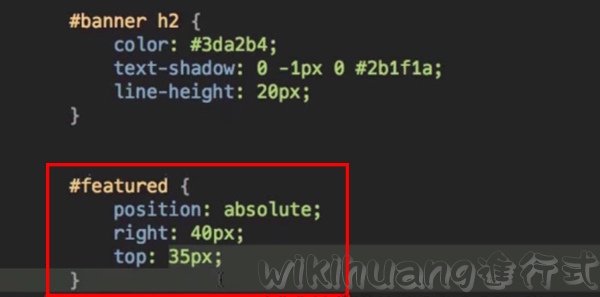 #banner h2 {
color: #3da2b4;
text-shadow: 0 -1px 0 #2b1f1a;
line-height: 20px;
}
#featured {
position: absolute;
right: 40px;
top: 35px;
}
wikihuang進行式